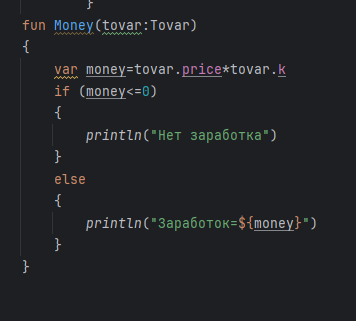 }
fun Money(tovar:Tovar)
{
var money=tovar.price*tovar.k
if (money<=0)
{
println("Нет заработка")
}
else
{
println("Заработок=${money}")
}
}